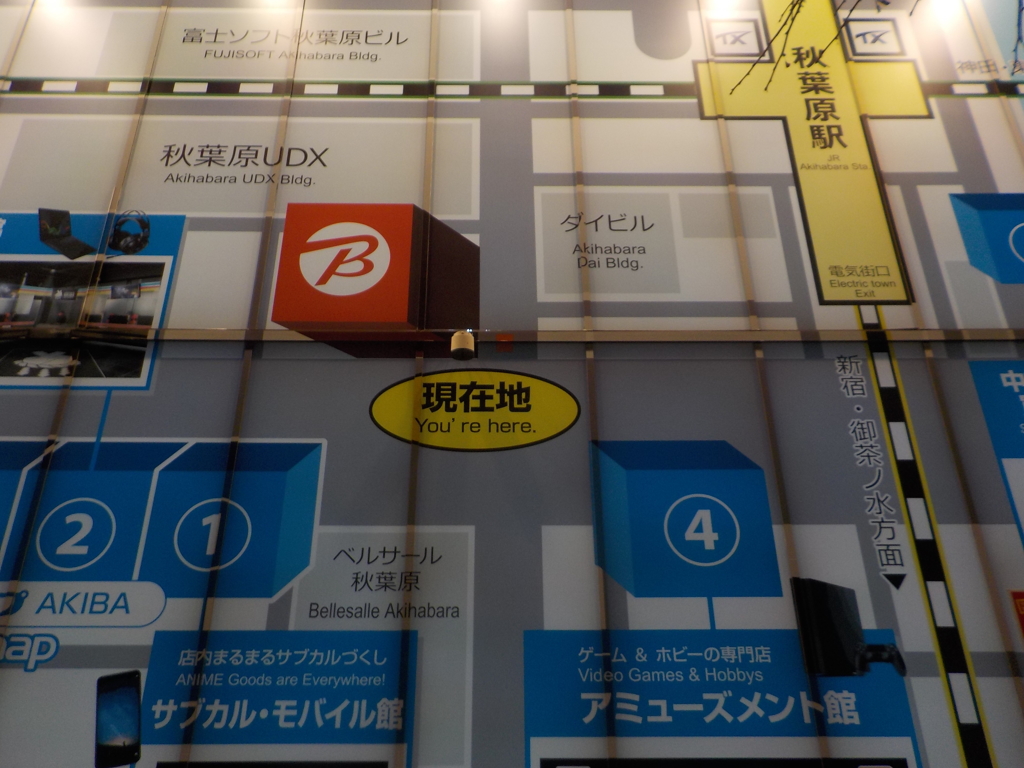 富士ソフト秋葉原ビル
FUJISOFT Akihabara Bldg.
TX
TX
秋葉原駅
JR
Akihabara Sta
秋葉原UDX
Akihabara UDX Bldg.
ダイビル
Akihabara
Dai Bldg.
B
電気街口
Electric town
Exit
現在地
You're here.
新宿・御茶ノ水方面▼
2
1
4
ベルサール
秋葉原
Bellesalle Akihabara
AKIBA
map
店内まるまるサブカルづくし
ANIME Goods are Everywhere!
サブカル・モバイル館
ゲーム & ホビーの専門店
Video Games & Hobbys
アミューズメント館